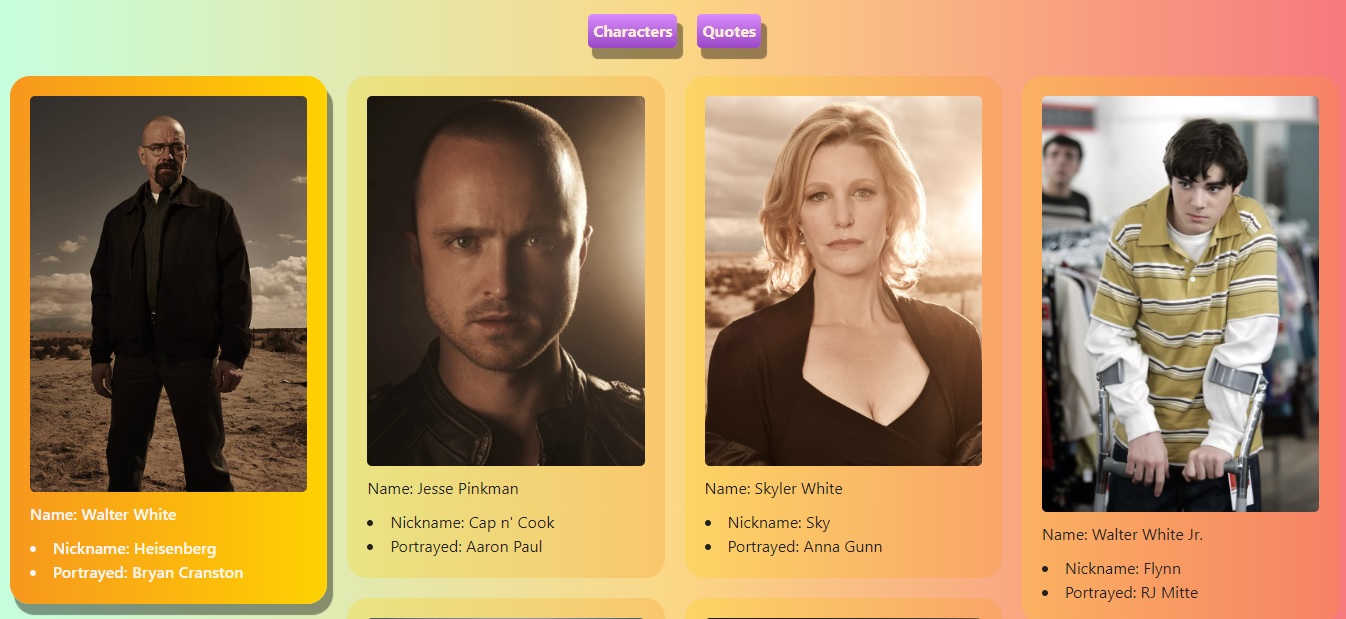 Characters
Quotes
Name: Walter White
Nickname: Heisenberg
Portrayed: Bryan Cranston
Name: Jesse Pinkman
Nickname: Cap n' Cook
Portrayed: Aaron Paul
Name: Skyler White
Nickname: Sky
Portrayed: Anna Gunn
Name: Walter White Jr.
Nickname: Flynn
Portrayed: RJ Mitte